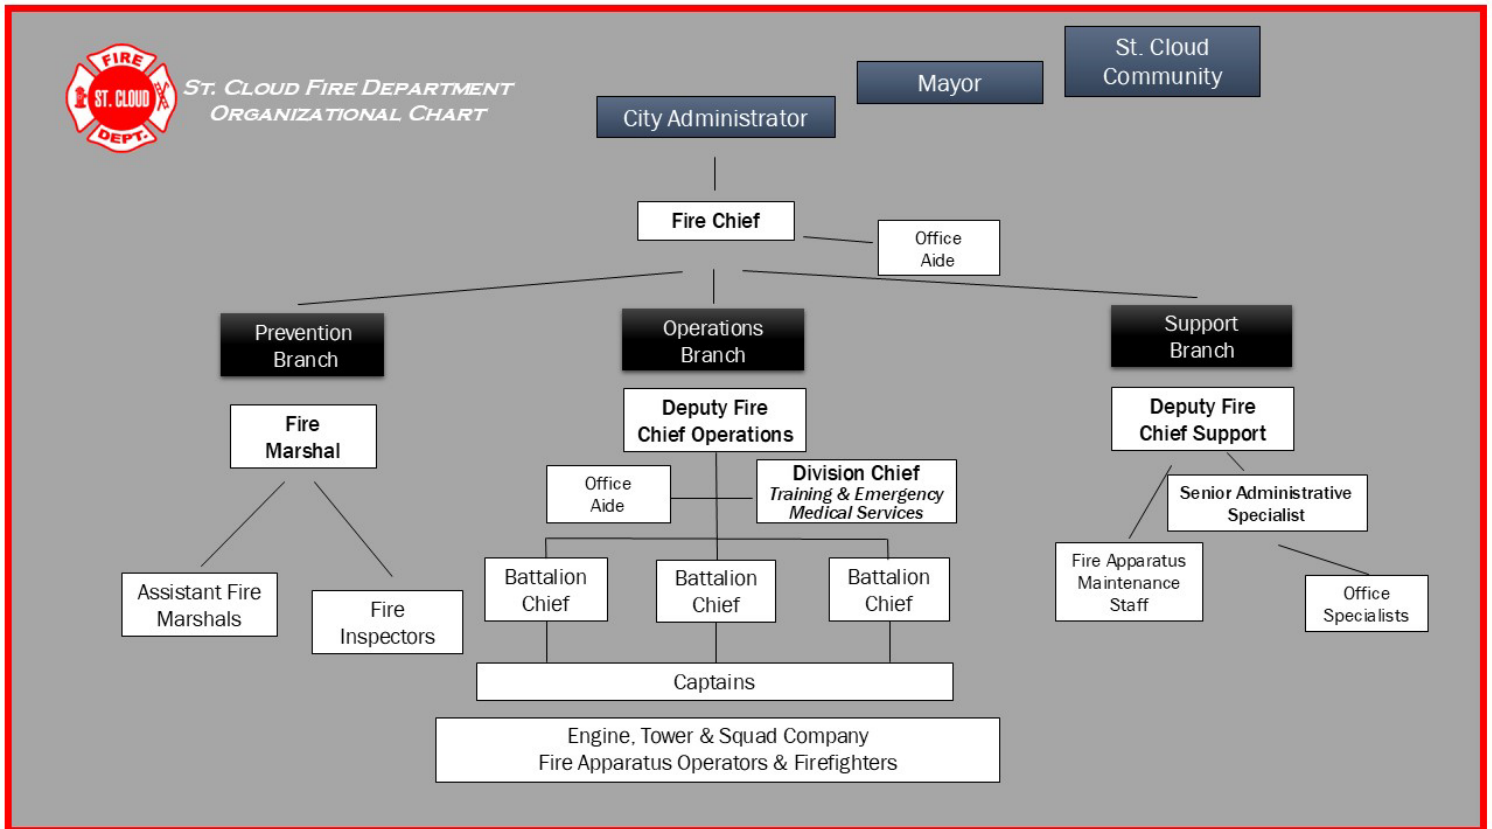 FIRE
ST. CLOUD
DEPT.
ST. CLOUD FIRE DEPARTMENT
ORGANIZATIONAL CHART
St. Cloud
Community
Mayor
City Administrator
Fire Chief
Office
Aide
Prevention
Branch
Operations
Branch
Support
Branch
Fire
Marshal
Deputy Fire
Chief Operations
Deputy Fire
Chief Support
Office
Aide
Division Chief
Training & Emergency
Medical Services
Senior Administrative
Specialist
Assistant Fire
Marshals
Fire
Inspectors
Battalion
Chief
Battalion
Chief
Battalion
Chief
Fire Apparatus
Maintenance
Staff
Office
Specialists
Captains
Engine, Tower & Squad Company
Fire Apparatus Operators & Firefighters